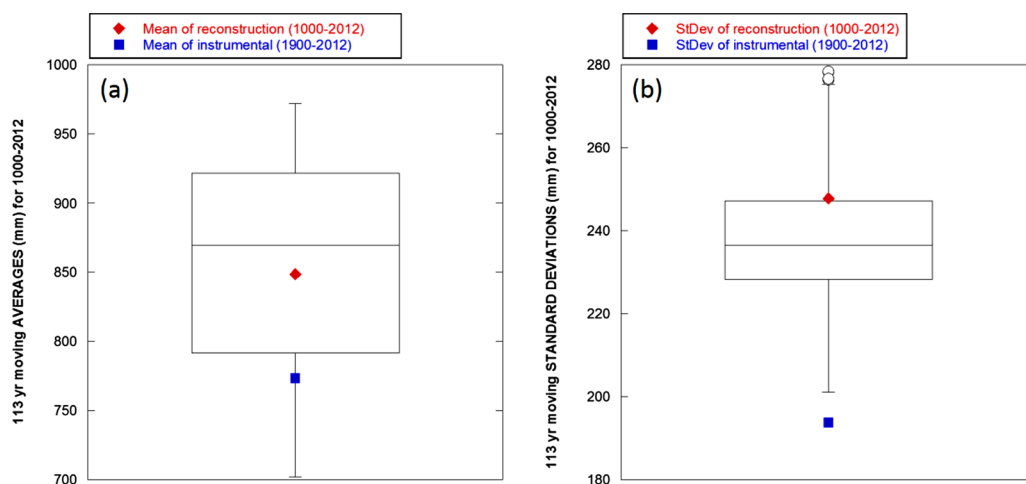 Mean of reconstruction (1000-2012)
Mean of instrumental (1900-2012)
(a)
113 yr moving AVERAGES (mm) for 1000-2012
1000
950
900
850
800
750
700
StDev of reconstruction (1000-2012)
StDev of instrumental (1900-2012)
(b)
113 yr moving STANDARD DEVIATIONS (mm) for 1000-2012
280
260
240
220
200
180